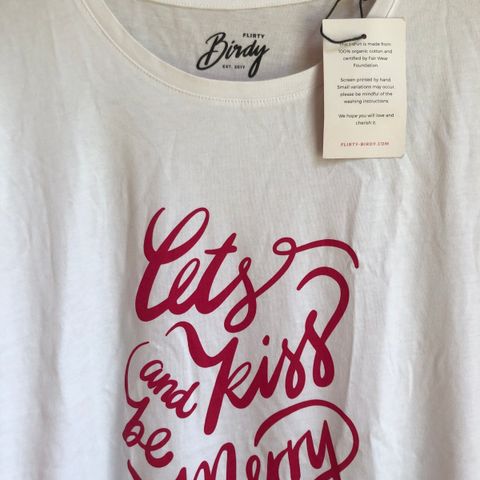 FLIRTY
Birdy
EST. 2017
This t-shirt is made from
100% organic cotton and
certified by Fair Wear
Foundation.
Screen printed by hand.
Small variations may occur,
please be mindful of the
washing instructions.
We hope you will love and
cherish it.
FLIRTY-BIRDY.COM
lets
kiss
and
be
merry